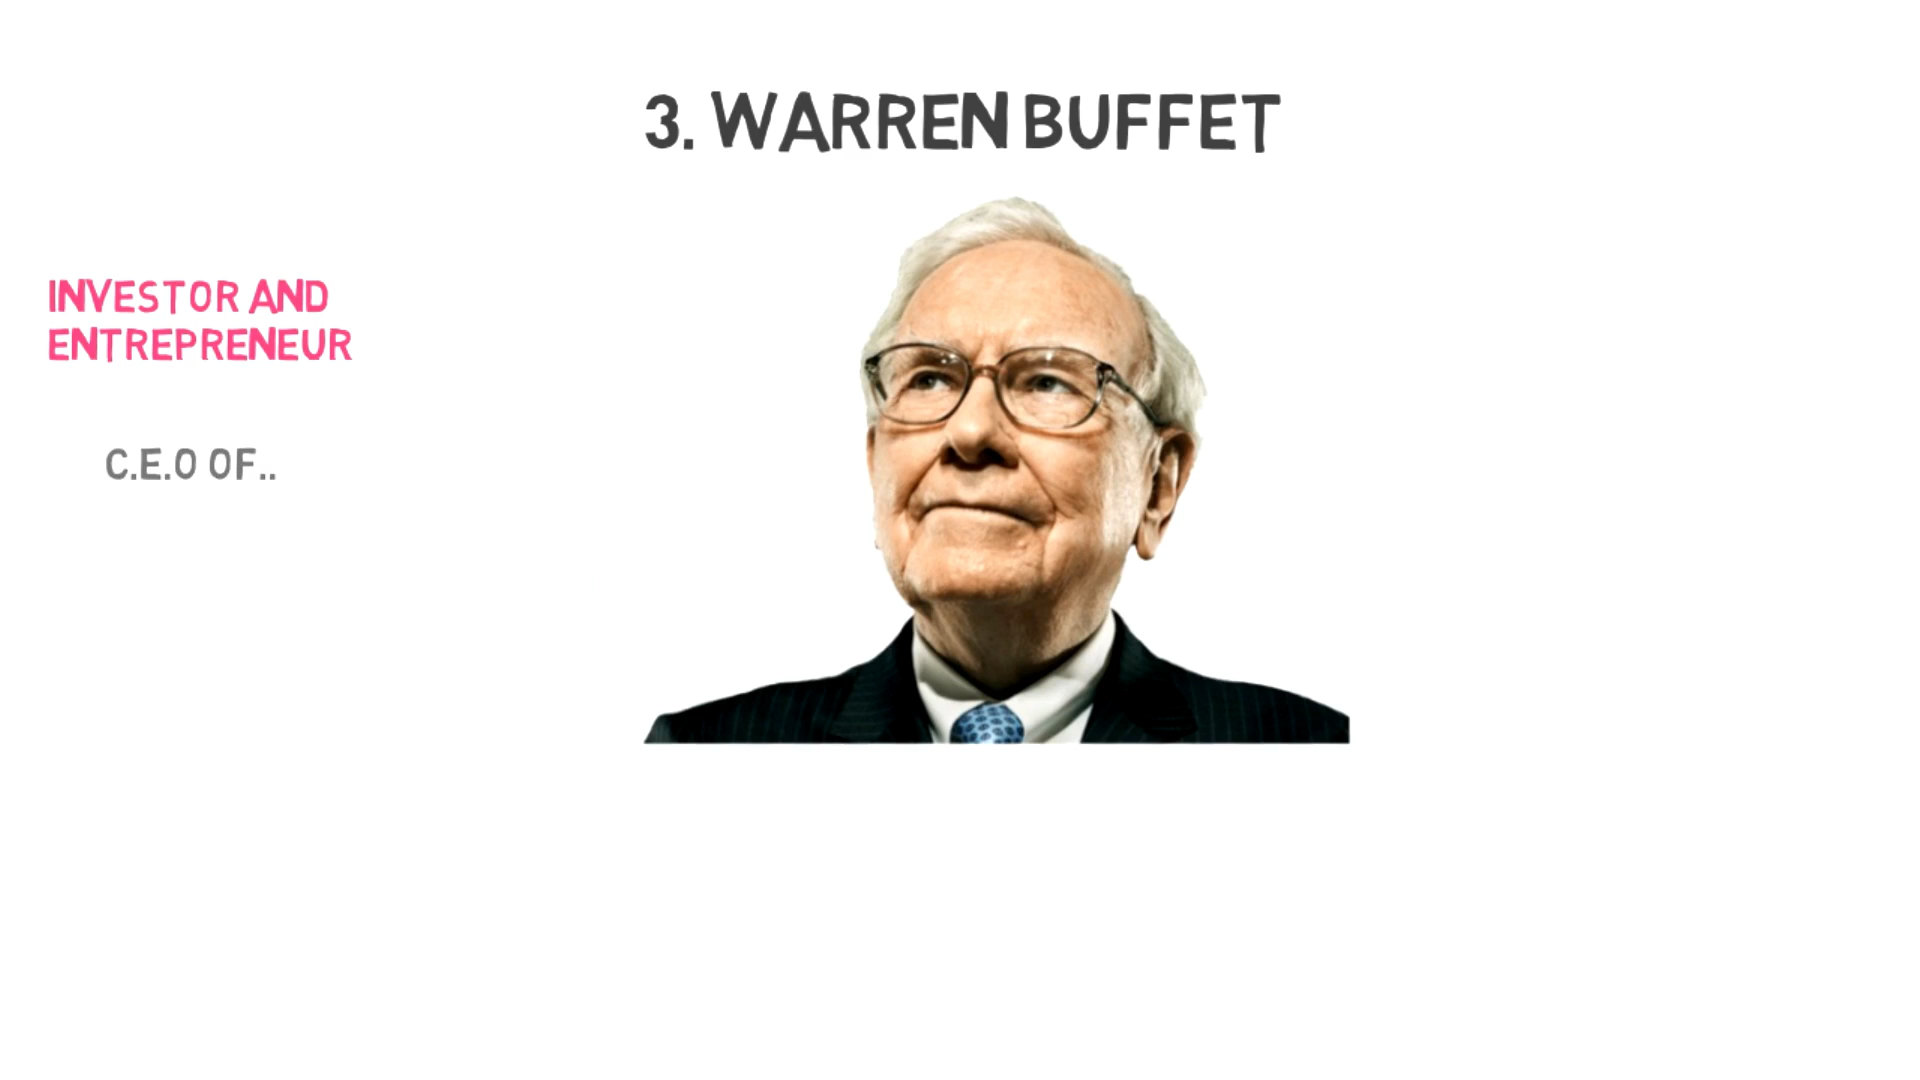 3. WARREN BUFFET
INVESTOR AND
ENTREPRENEUR
C.E.O OF..